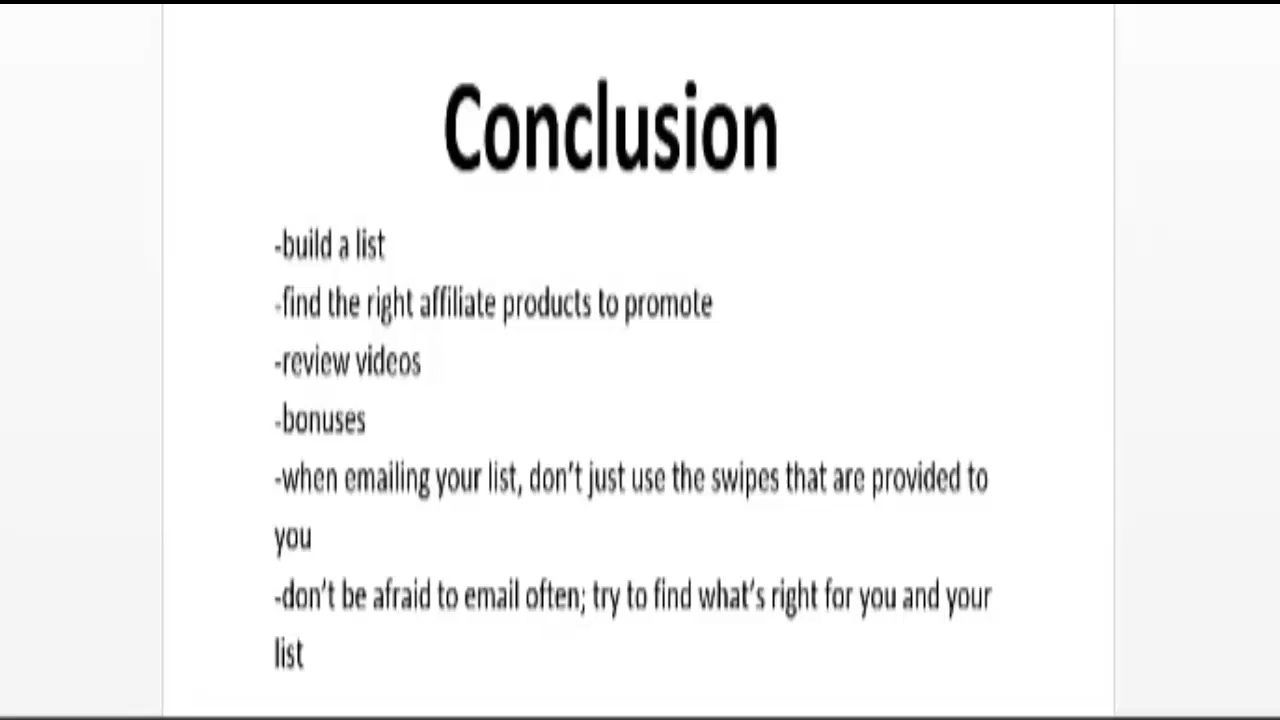 Conclusion
-build a list
-find the right affiliate products to promote
-review videos
-bonuses
-when emailing your list, don’t just use the swipes that are provided to
you
-don’t be afraid to email often; try to find what’s right for you and your
list